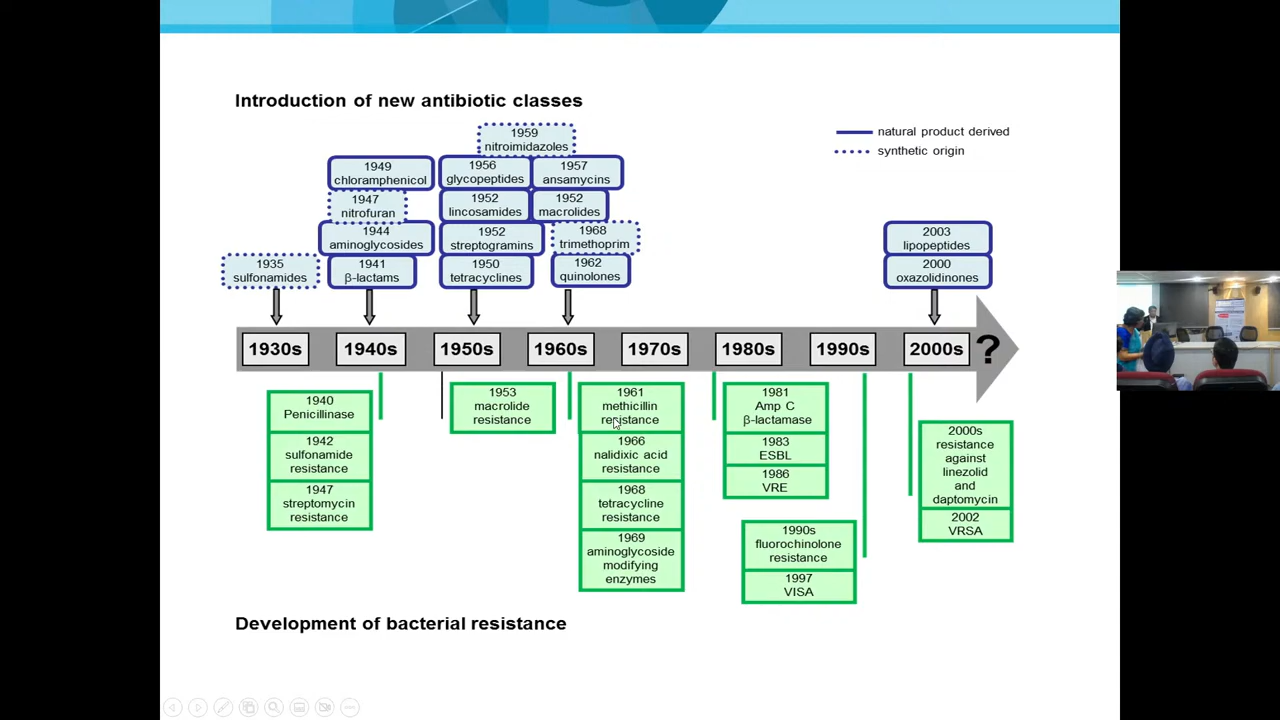 Introduction of new antibiotic classes
natural product derived
synthetic origin
1959
nitroimidazoles
1949
chloramphenicol
1956
glycopeptides
1957
ansamycins
1947
nitrofuran
1952
lincosamides
1952
macrolides
1944
aminoglycosides
1952
streptogramins
1968
trimethoprim
2003
lipopeptides
1935
sulfonamides
1941
β-lactams
1950
tetracyclines
1962
quinolones
2000
oxazolidinones
1930s
1940s
1950s
1960s
1970s
1980s
1990s
2000s
?
1940
Penicillinase
1942
sulfonamide
resistance
1947
streptomycin
resistance
1953
macrolide
resistance
1961
methicillin
resistance
1966
nalidixic acid
resistance
1968
tetracycline
resistance
1969
aminoglycoside
modifying
enzymes
1981
Amp C
β-lactamase
1983
ESBL
1986
VRE
1990s
fluorochinolone
resistance
1997
VISA
2000s
resistance
against
linezolid
and
daptomycin
2002
VRSA
Development of bacterial resistance